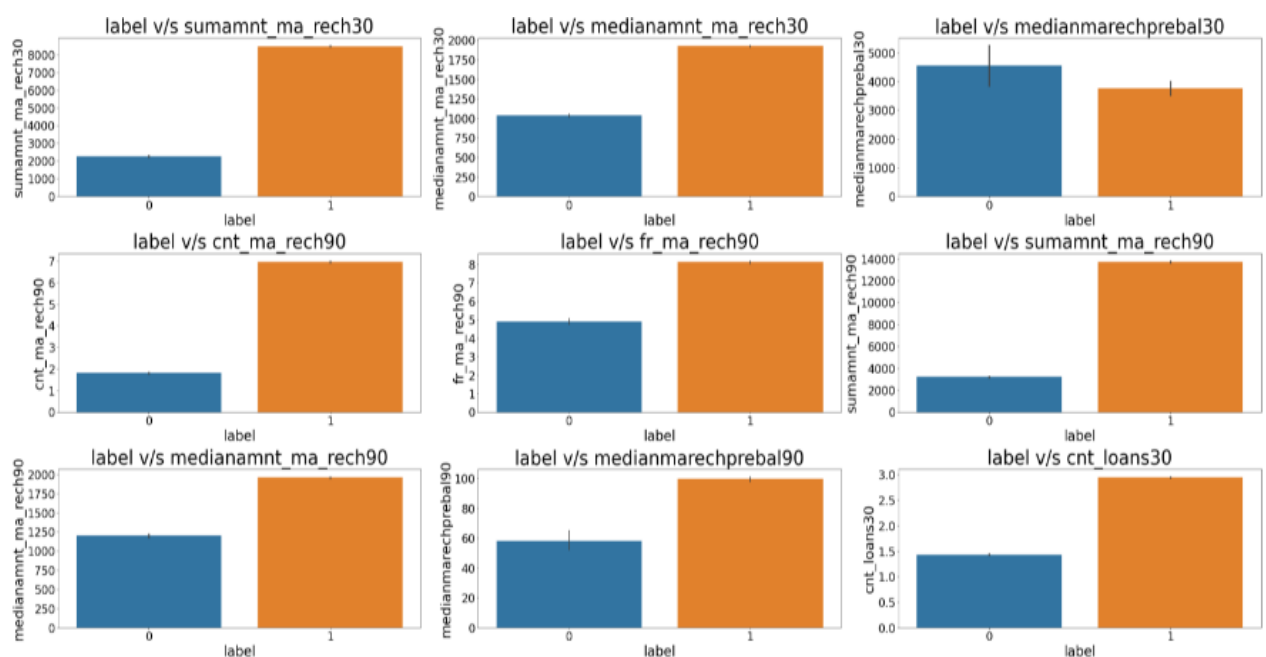 label v/s sumamnt_ma_rech30
sumamnt_ma_rech30
8000
7000
6000
5000
4000
3000
2000
1000
0
0 1
label
label v/s medianamnt_ma_rech30
medianamnt_ma_rech30
2000
1750
1500
1250
1000
750
500
250
0
0 1
label
label v/s medianmarechprebal30
medianmarechprebal30
5000
4000
3000
2000
1000
0
0 1
label
label v/s cnt_ma_rech90
cnt_ma_rech90
7
6
5
4
3
2
1
0
0 1
label
label v/s fr_ma_rech90
fr_ma_rech90
8
7
6
5
4
3
2
1
0
0 1
label
label v/s sumamnt_ma_rech90
sumamnt_ma_rech90
14000
12000
10000
8000
6000
4000
2000
0
0 1
label
label v/s medianamnt_ma_rech90
medianamnt_ma_rech90
2000
1750
1500
1250
1000
750
500
250
0
0 1
label
label v/s medianmarechprebal90
medianmarechprebal90
100
80
60
40
20
0
0 1
label
label v/s cnt_loans30
cnt_loans30
3.0
2.5
2.0
1.5
1.0
0.5
0.0
0 1
label